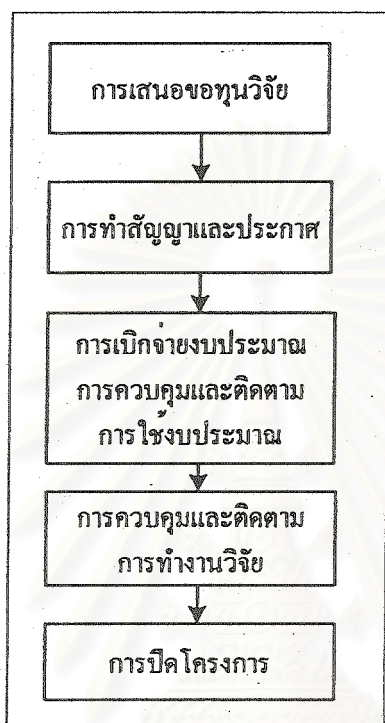 การเสนอขอทุนวิจัย
การทำสัญญาและประกาศ
การเบิกจ่ายงบประมาณ
การควบคุมและติดตาม
การใช้งบประมาณ
การควบคุมและติดตาม
การทำงานวิจัย
การปิดโครงการ